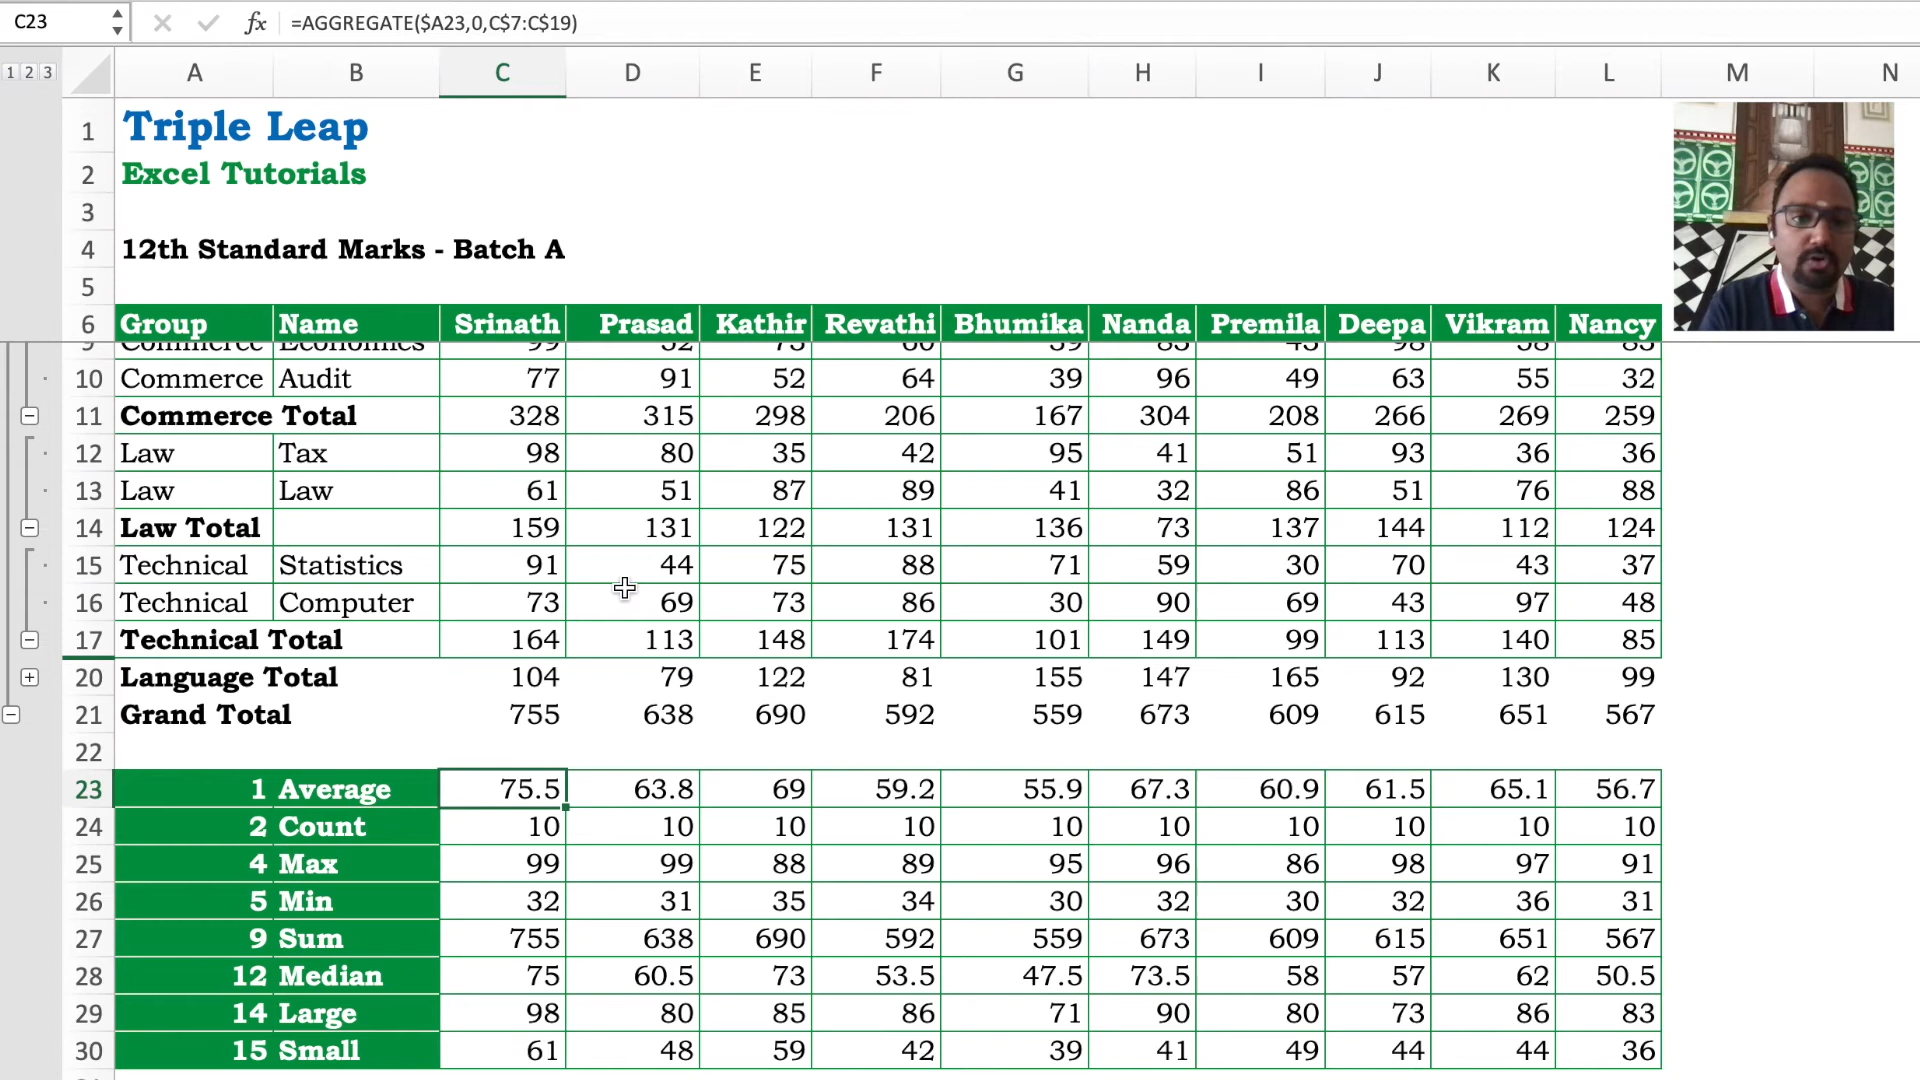 C23 fx =AGGREGATE($A23,0,C$7:C$19)
1 2 3 A B C D E F G H I J K L M N
1 Triple Leap
2 Excel Tutorials
3
4 12th Standard Marks - Batch A
5
6 Group Name Srinath Prasad Kathir Revathi Bhumika Nanda Premila Deepa Vikram Nancy
9 Commerce Economics 99
10 Commerce Audit 77 91 52 64 39 96 49 63 55 32
11 Commerce Total 328 315 298 206 167 304 208 266 269 259
12 Law Tax 98 80 35 42 95 41 51 93 36 36
13 Law Law 61 51 87 89 41 32 86 51 76 88
14 Law Total 159 131 122 131 136 73 137 144 112 124
15 Technical Statistics 91 44 75 88 71 59 30 70 43 37
16 Technical Computer 73 69 73 86 30 90 69 43 97 48
17 Technical Total 164 113 148 174 101 149 99 113 140 85
20 Language Total 104 79 122 81 155 147 165 92 130 99
21 Grand Total 755 638 690 592 559 673 609 615 651 567
22
23 1 Average 75.5 63.8 69 59.2 55.9 67.3 60.9 61.5 65.1 56.7
24 2 Count 10 10 10 10 10 10 10 10 10 10
25 4 Max 99 99 88 89 95 96 86 98 97 91
26 5 Min 32 31 35 34 30 32 30 32 36 31
27 9 Sum 755 638 690 592 559 673 609 615 651 567
28 12 Median 75 60.5 73 53.5 47.5 73.5 58 57 62 50.5
29 14 Large 98 80 85 86 71 90 80 73 86 83
30 15 Small 61 48 59 42 39 41 49 44 44 36